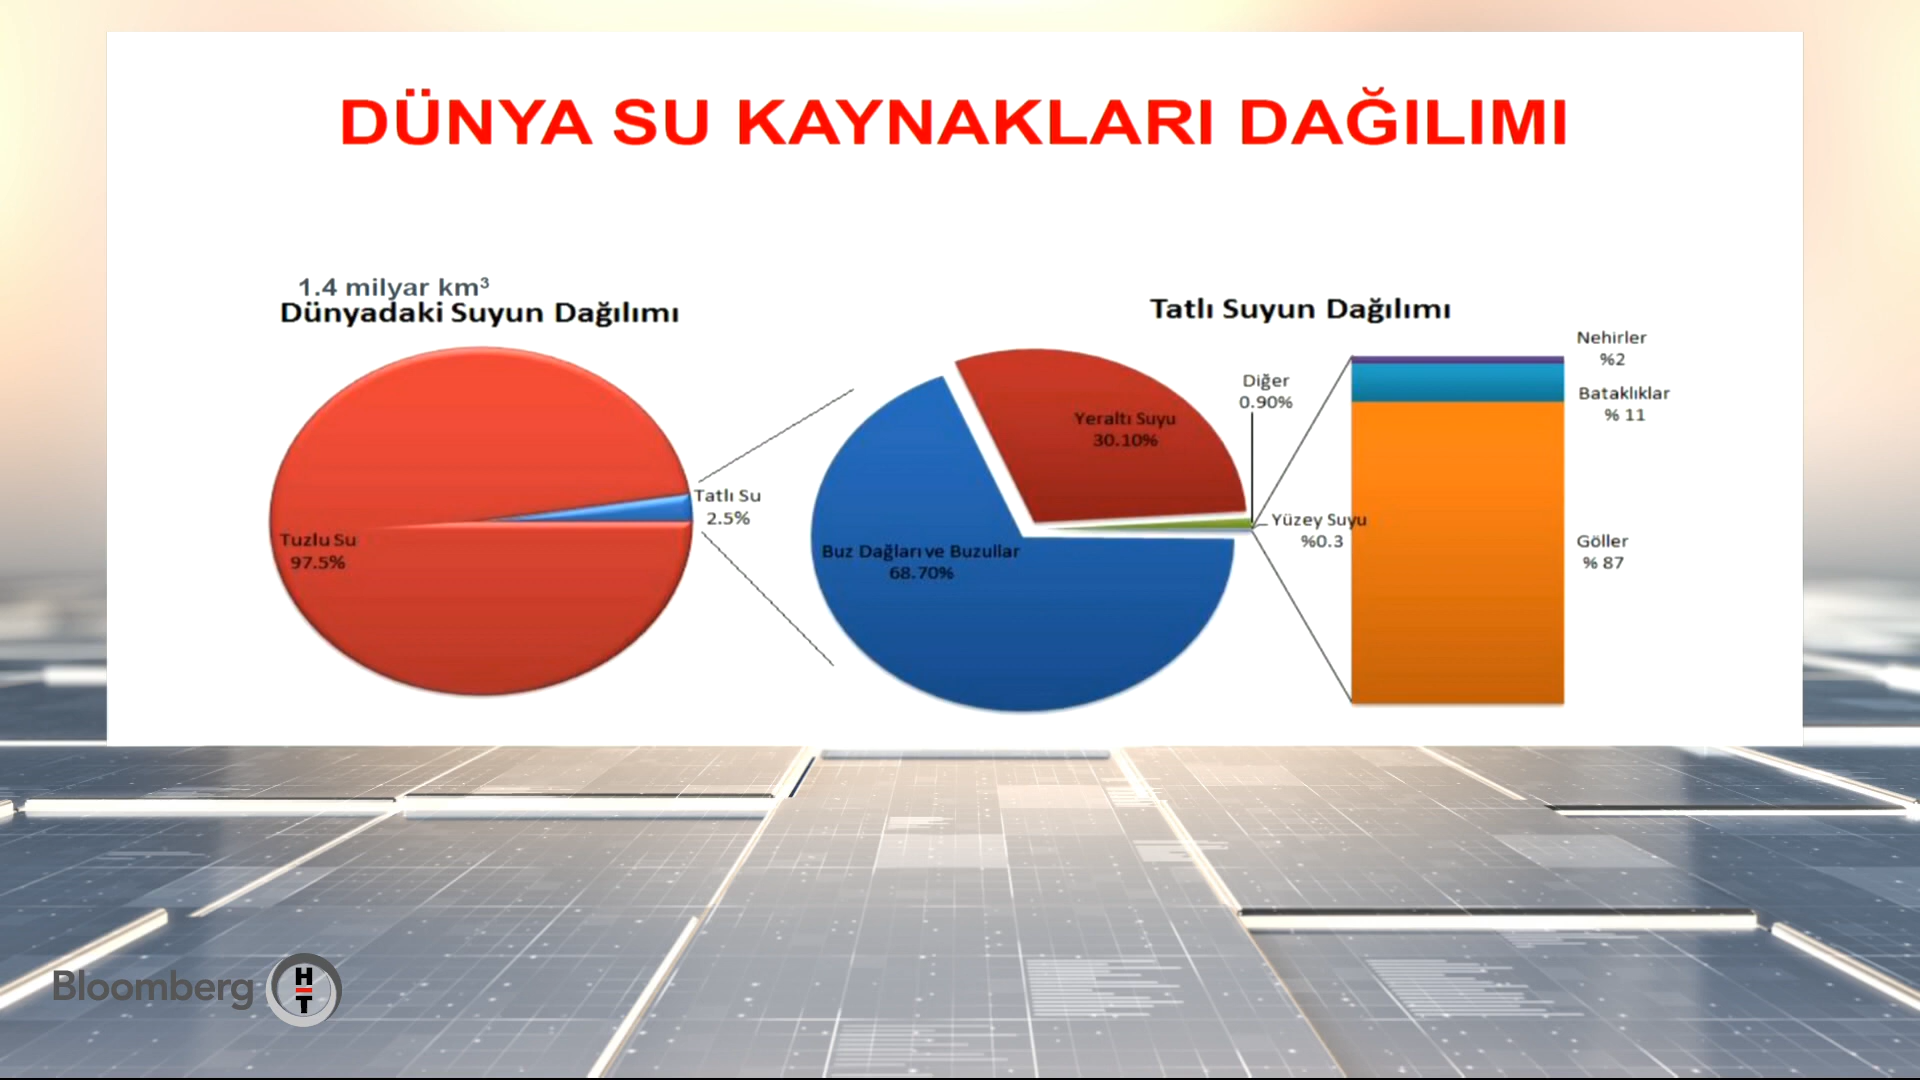 DÜNYA SU KAYNAKLARI DAĞILIMI
1.4 milyar km³
Dünyadaki Suyun Dağılımı
Tuzlu Su
97.5%
Tatlı Su
2.5%
Tatlı Suyun Dağılımı
Buz Dağları ve Buzullar
68.70%
Yeraltı Suyu
30.10%
Diğer
0.90%
Yüzey Suyu
%0.3
Nehirler
%2
Bataklıklar
% 11
Göller
% 87
Bloomberg HT